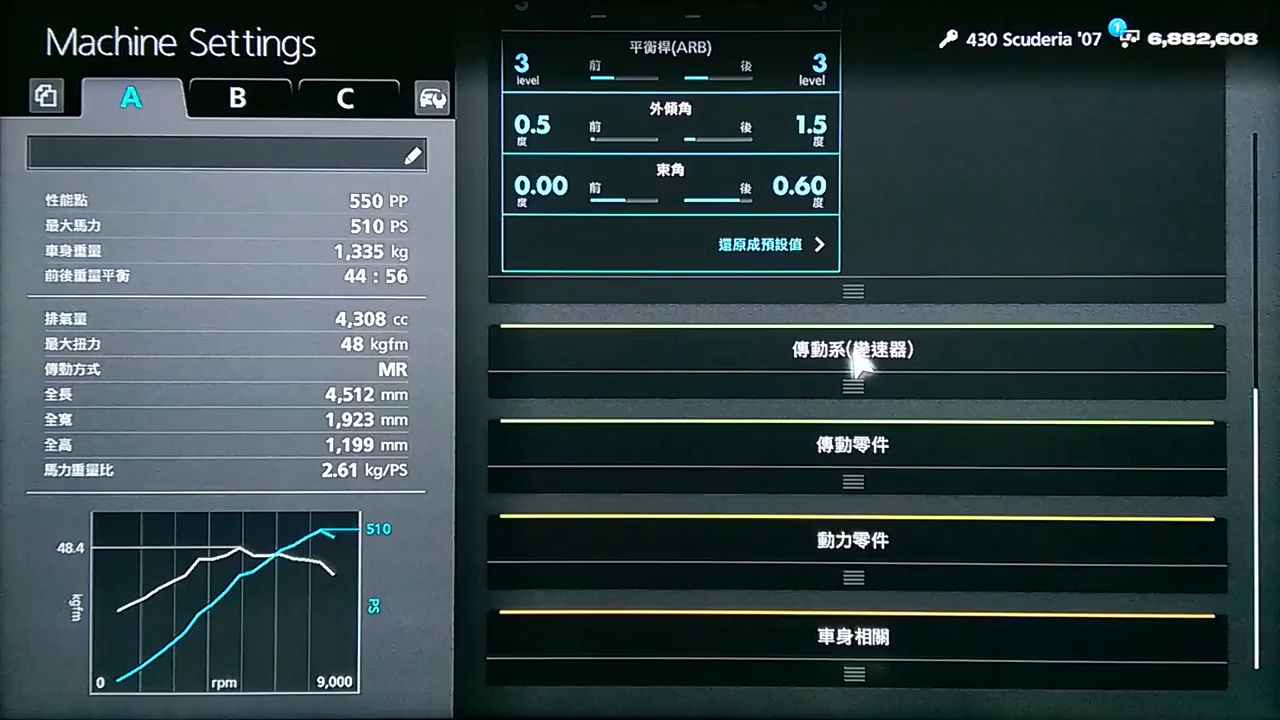 Machine Settings
430 Scuderia '07
1
6,882,608
A
B
C
性能點 550 PP
最大馬力 510 PS
車身重量 1,335 kg
前後重量平衡 44 : 56
排氣量 4,308 cc
最大扭力 48 kgfm
傳動方式 MR
全長 4,512 mm
全寬 1,923 mm
全高 1,199 mm
馬力重量比 2.61 kg/PS
510
48.4
kgfm
PS
0 rpm 9,000
平衡桿(ARB)
3 前 後 3
level level
外傾角
0.5 前 後 1.5
度 度
束角
0.00 前 後 0.60
度 度
還原成預設值
傳動系(變速器)
傳動零件
動力零件
車身相關